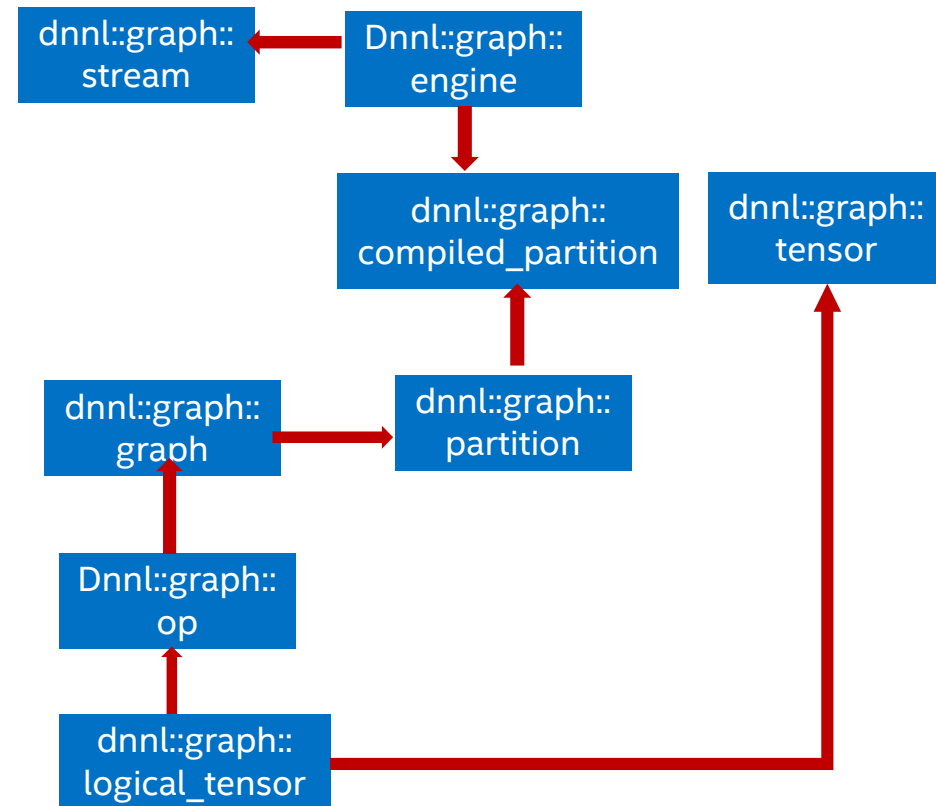 dnnl::graph::
stream
Dnnl::graph::
engine
dnnl::graph::
compiled_partition
dnnl::graph::
tensor
dnnl::graph::
graph
dnnl::graph::
partition
Dnnl::graph::
op
dnnl::graph::
logical_tensor